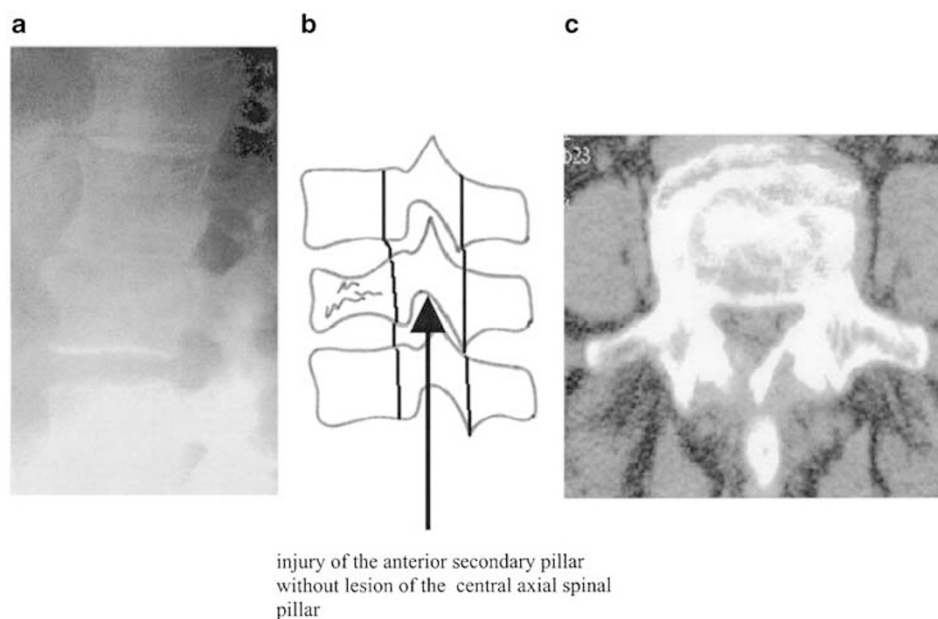 a
b
c
injury of the anterior secondary pillar
without lesion of the central axial spinal
pillar